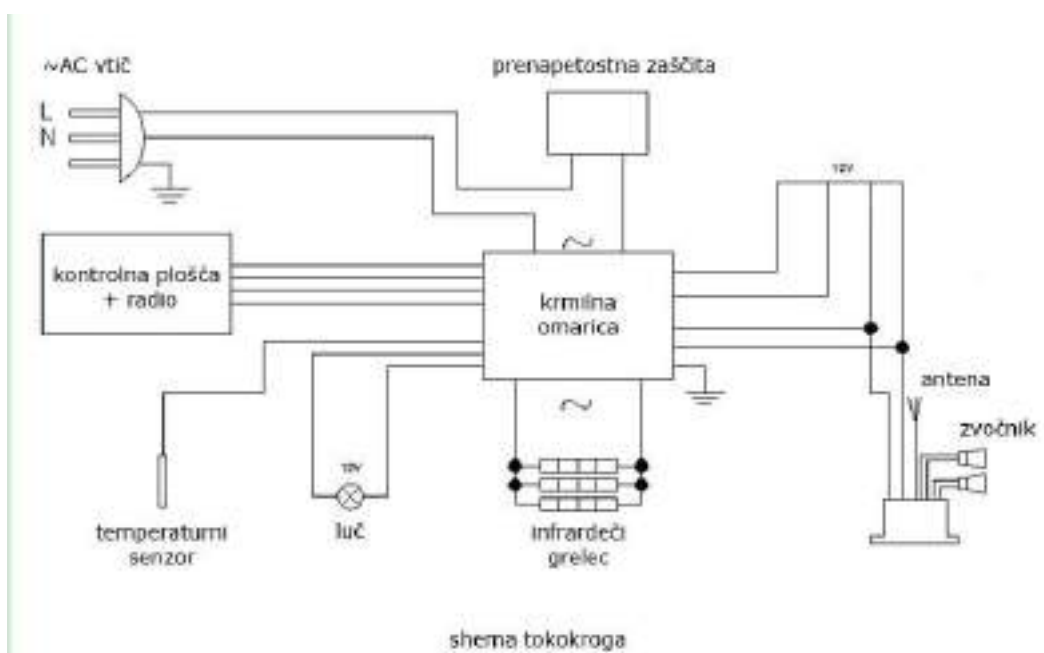 ~AC vtič
prenapetostna zaščita
L
N
12V
kontrolna plošča
+ radio
~
krmilna
omarica
~
antena
zvočnik
12V
temperaturni
senzor
luč
infrardeči
grelec
shema tokokroga